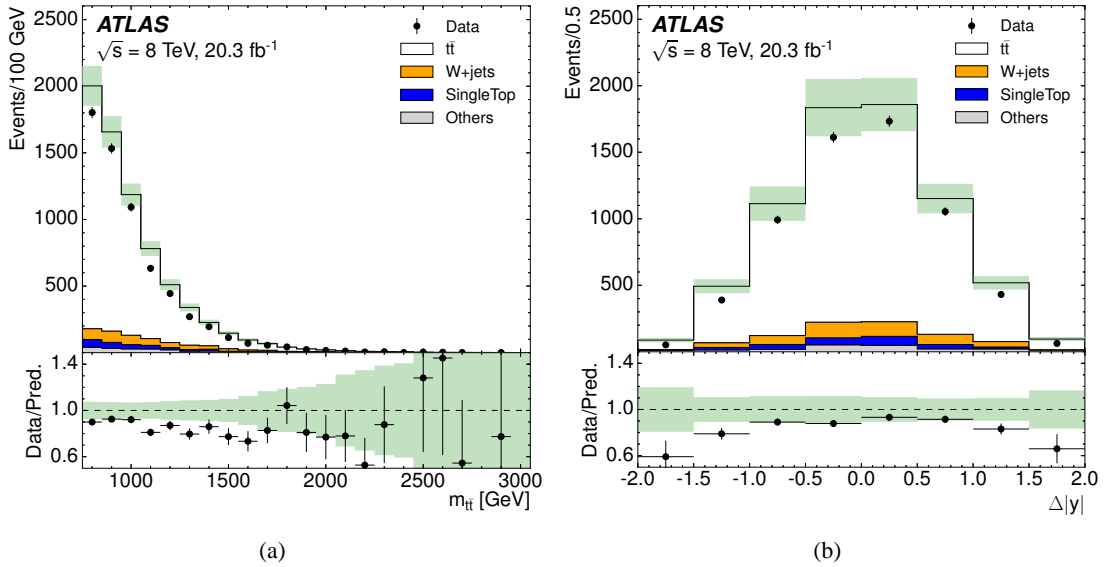 Events/100 GeV
2500
2000
1500
1000
500
ATLAS
√s = 8 TeV, 20.3 fb⁻¹
Data
tt̄
W+jets
SingleTop
Others
Data/Pred.
1.4
1.0
0.6
1000 1500 2000 2500 3000
m_tt̄ [GeV]
(a)
Events/0.5
2500
2000
1500
1000
500
ATLAS
√s = 8 TeV, 20.3 fb⁻¹
Data
tt̄
W+jets
SingleTop
Others
Data/Pred.
1.4
1.0
0.6
-2.0 -1.5 -1.0 -0.5 0.0 0.5 1.0 1.5 2.0
Δ|y|
(b)